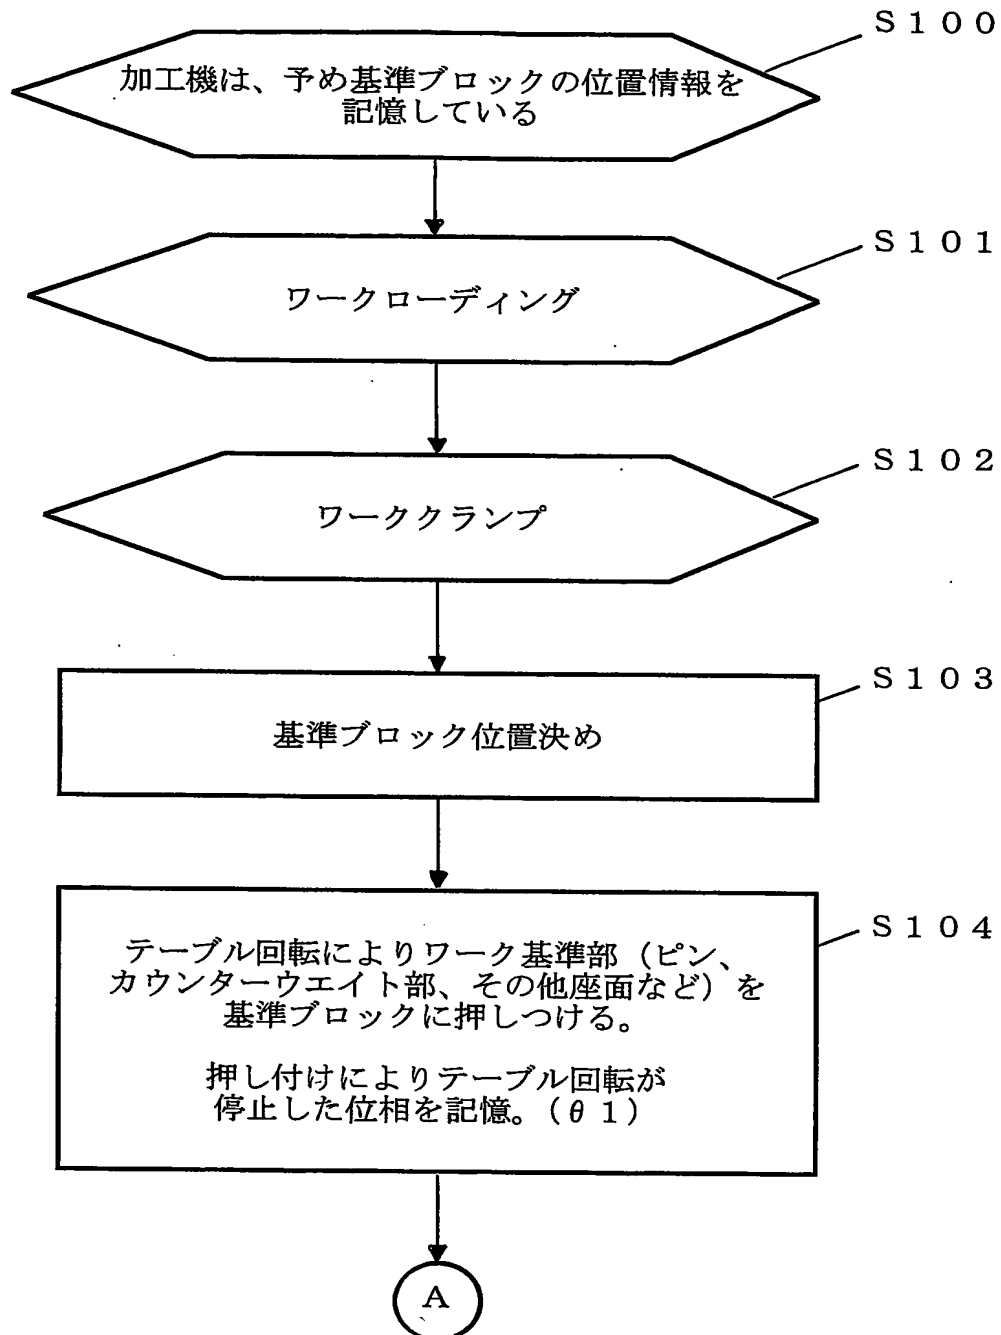 Ｓ１００
加工機は、予め基準ブロックの位置情報を
記憶している
Ｓ１０１
ワークローディング
Ｓ１０２
ワーククランプ
Ｓ１０３
基準ブロック位置決め
Ｓ１０４
テーブル回転によりワーク基準部（ピン、
カウンターウエイト部、その他座面など）を
基準ブロックに押しつける。
押し付けによりテーブル回転が
停止した位相を記憶。（θ１）
A